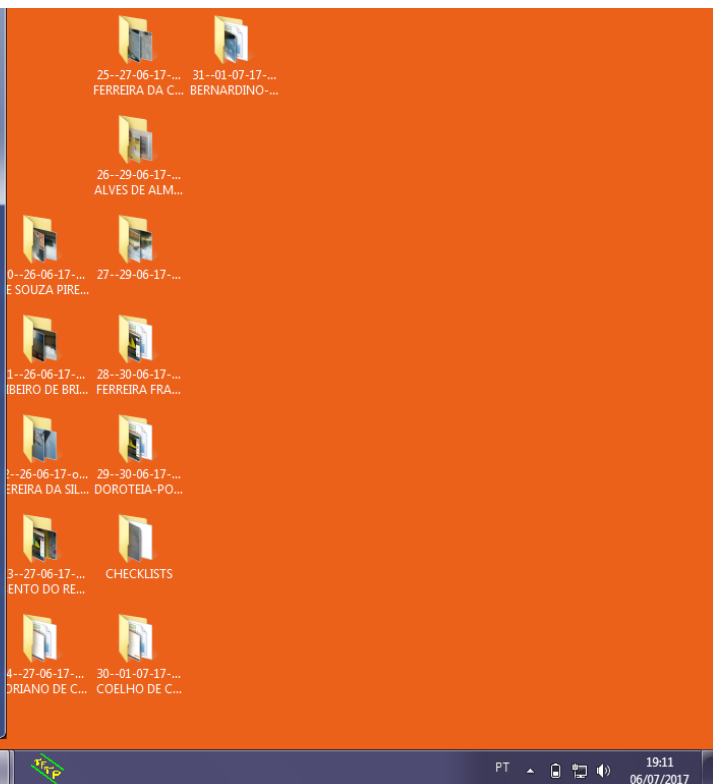 25--27-06-17-...
FERREIRA DA C...
31--01-07-17-...
BERNARDINO-...
26--29-06-17-...
ALVES DE ALM...
0--26-06-17-...
E SOUZA PIRE...
27--29-06-17-...
1--26-06-17-...
IBEIRO DE BRI...
28--30-06-17-...
FERREIRA FRA...
2--26-06-17-o...
EREIRA DA SIL...
29--30-06-17-...
DOROTEIA-PO...
3--27-06-17-...
ENTO DO RE...
CHECKLISTS
4--27-06-17-...
ORIANO DE C...
30--01-07-17-...
COELHO DE C...
TFTP
PT
19:11
06/07/2017